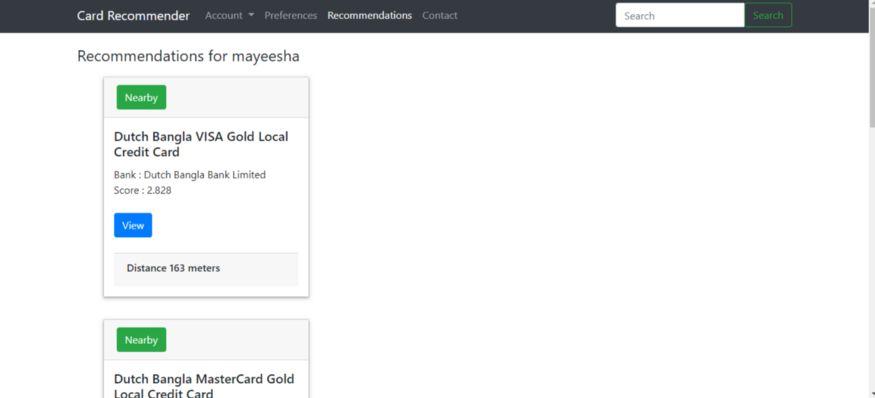 Card Recommender Account Preferences Recommendations Contact Search Search
Recommendations for mayeesha
Nearby
Dutch Bangla VISA Gold Local
Credit Card
Bank : Dutch Bangla Bank Limited
Score : 2.828
View
Distance 163 meters
Nearby
Dutch Bangla MasterCard Gold
Local Credit Card